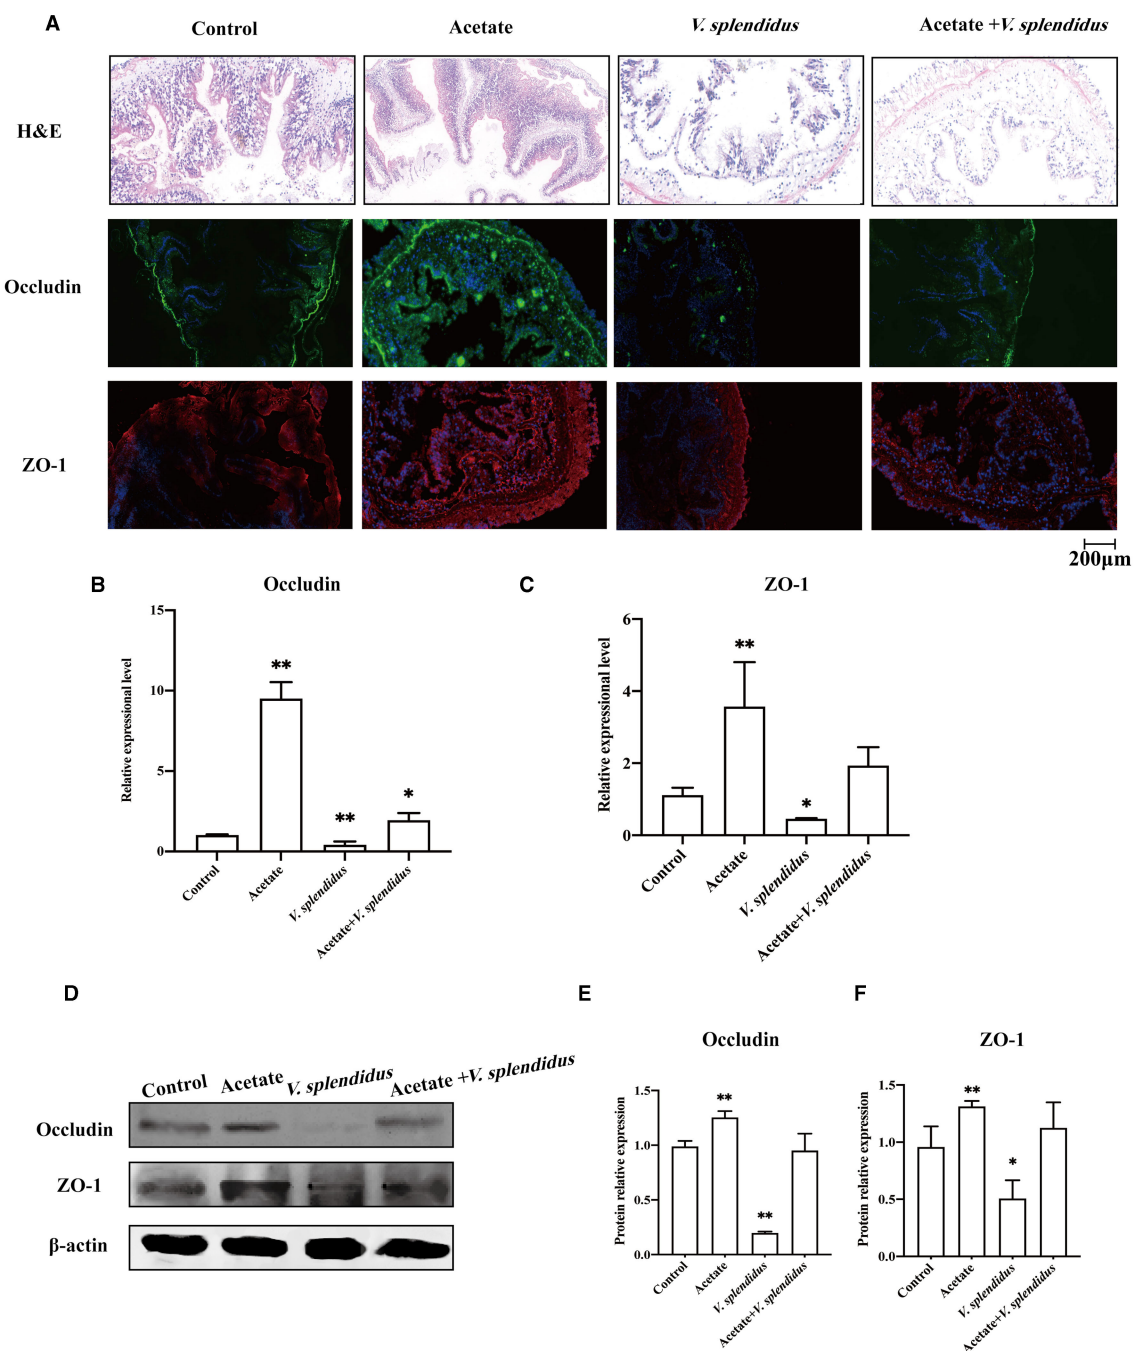 A
Control
Acetate
V. splendidus
Acetate +V. splendidus
H&E
Occludin
ZO-1
200μm
B
Occludin
Relative expressional level
15
10
5
0
**
**
*
Control
Acetate
V. splendidus
Acetate+V. splendidus
C
ZO-1
Relative expressional level
6
4
2
0
**
*
Control
Acetate
V. splendidus
Acetate+V. splendidus
D
Control
Acetate
V. splendidus
Acetate +V. splendidus
Occludin
ZO-1
β-actin
E
Occludin
Protein relative expression
1.5
1.0
0.5
0.0
**
**
Control
Acetate
V. splendidus
Acetate+V. splendidus
F
ZO-1
Protein relative expression
1.5
1.0
0.5
0.0
**
*
Control
Acetate
V. splendidus
Acetate+V. splendidus